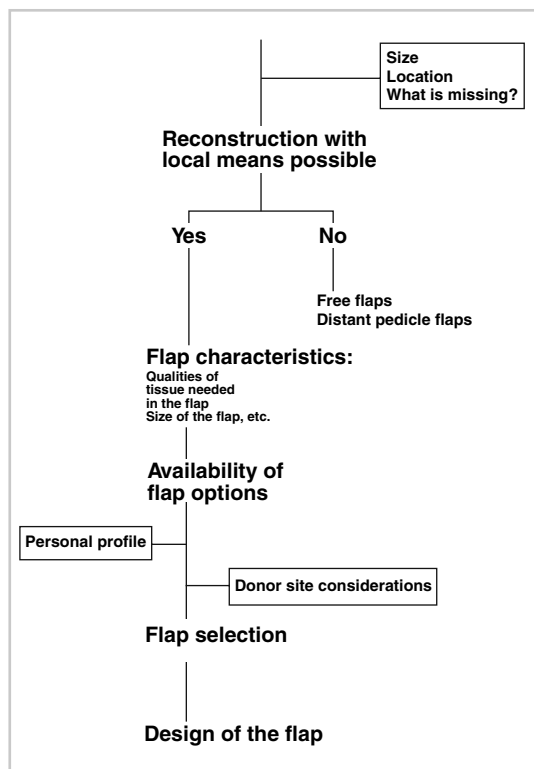 Size
Location
What is missing?
Reconstruction with
local means possible
Yes
No
Free flaps
Distant pedicle flaps
Flap characteristics:
Qualities of
tissue needed
in the flap
Size of the flap, etc.
Availability of
flap options
Personal profile
Donor site considerations
Flap selection
Design of the flap